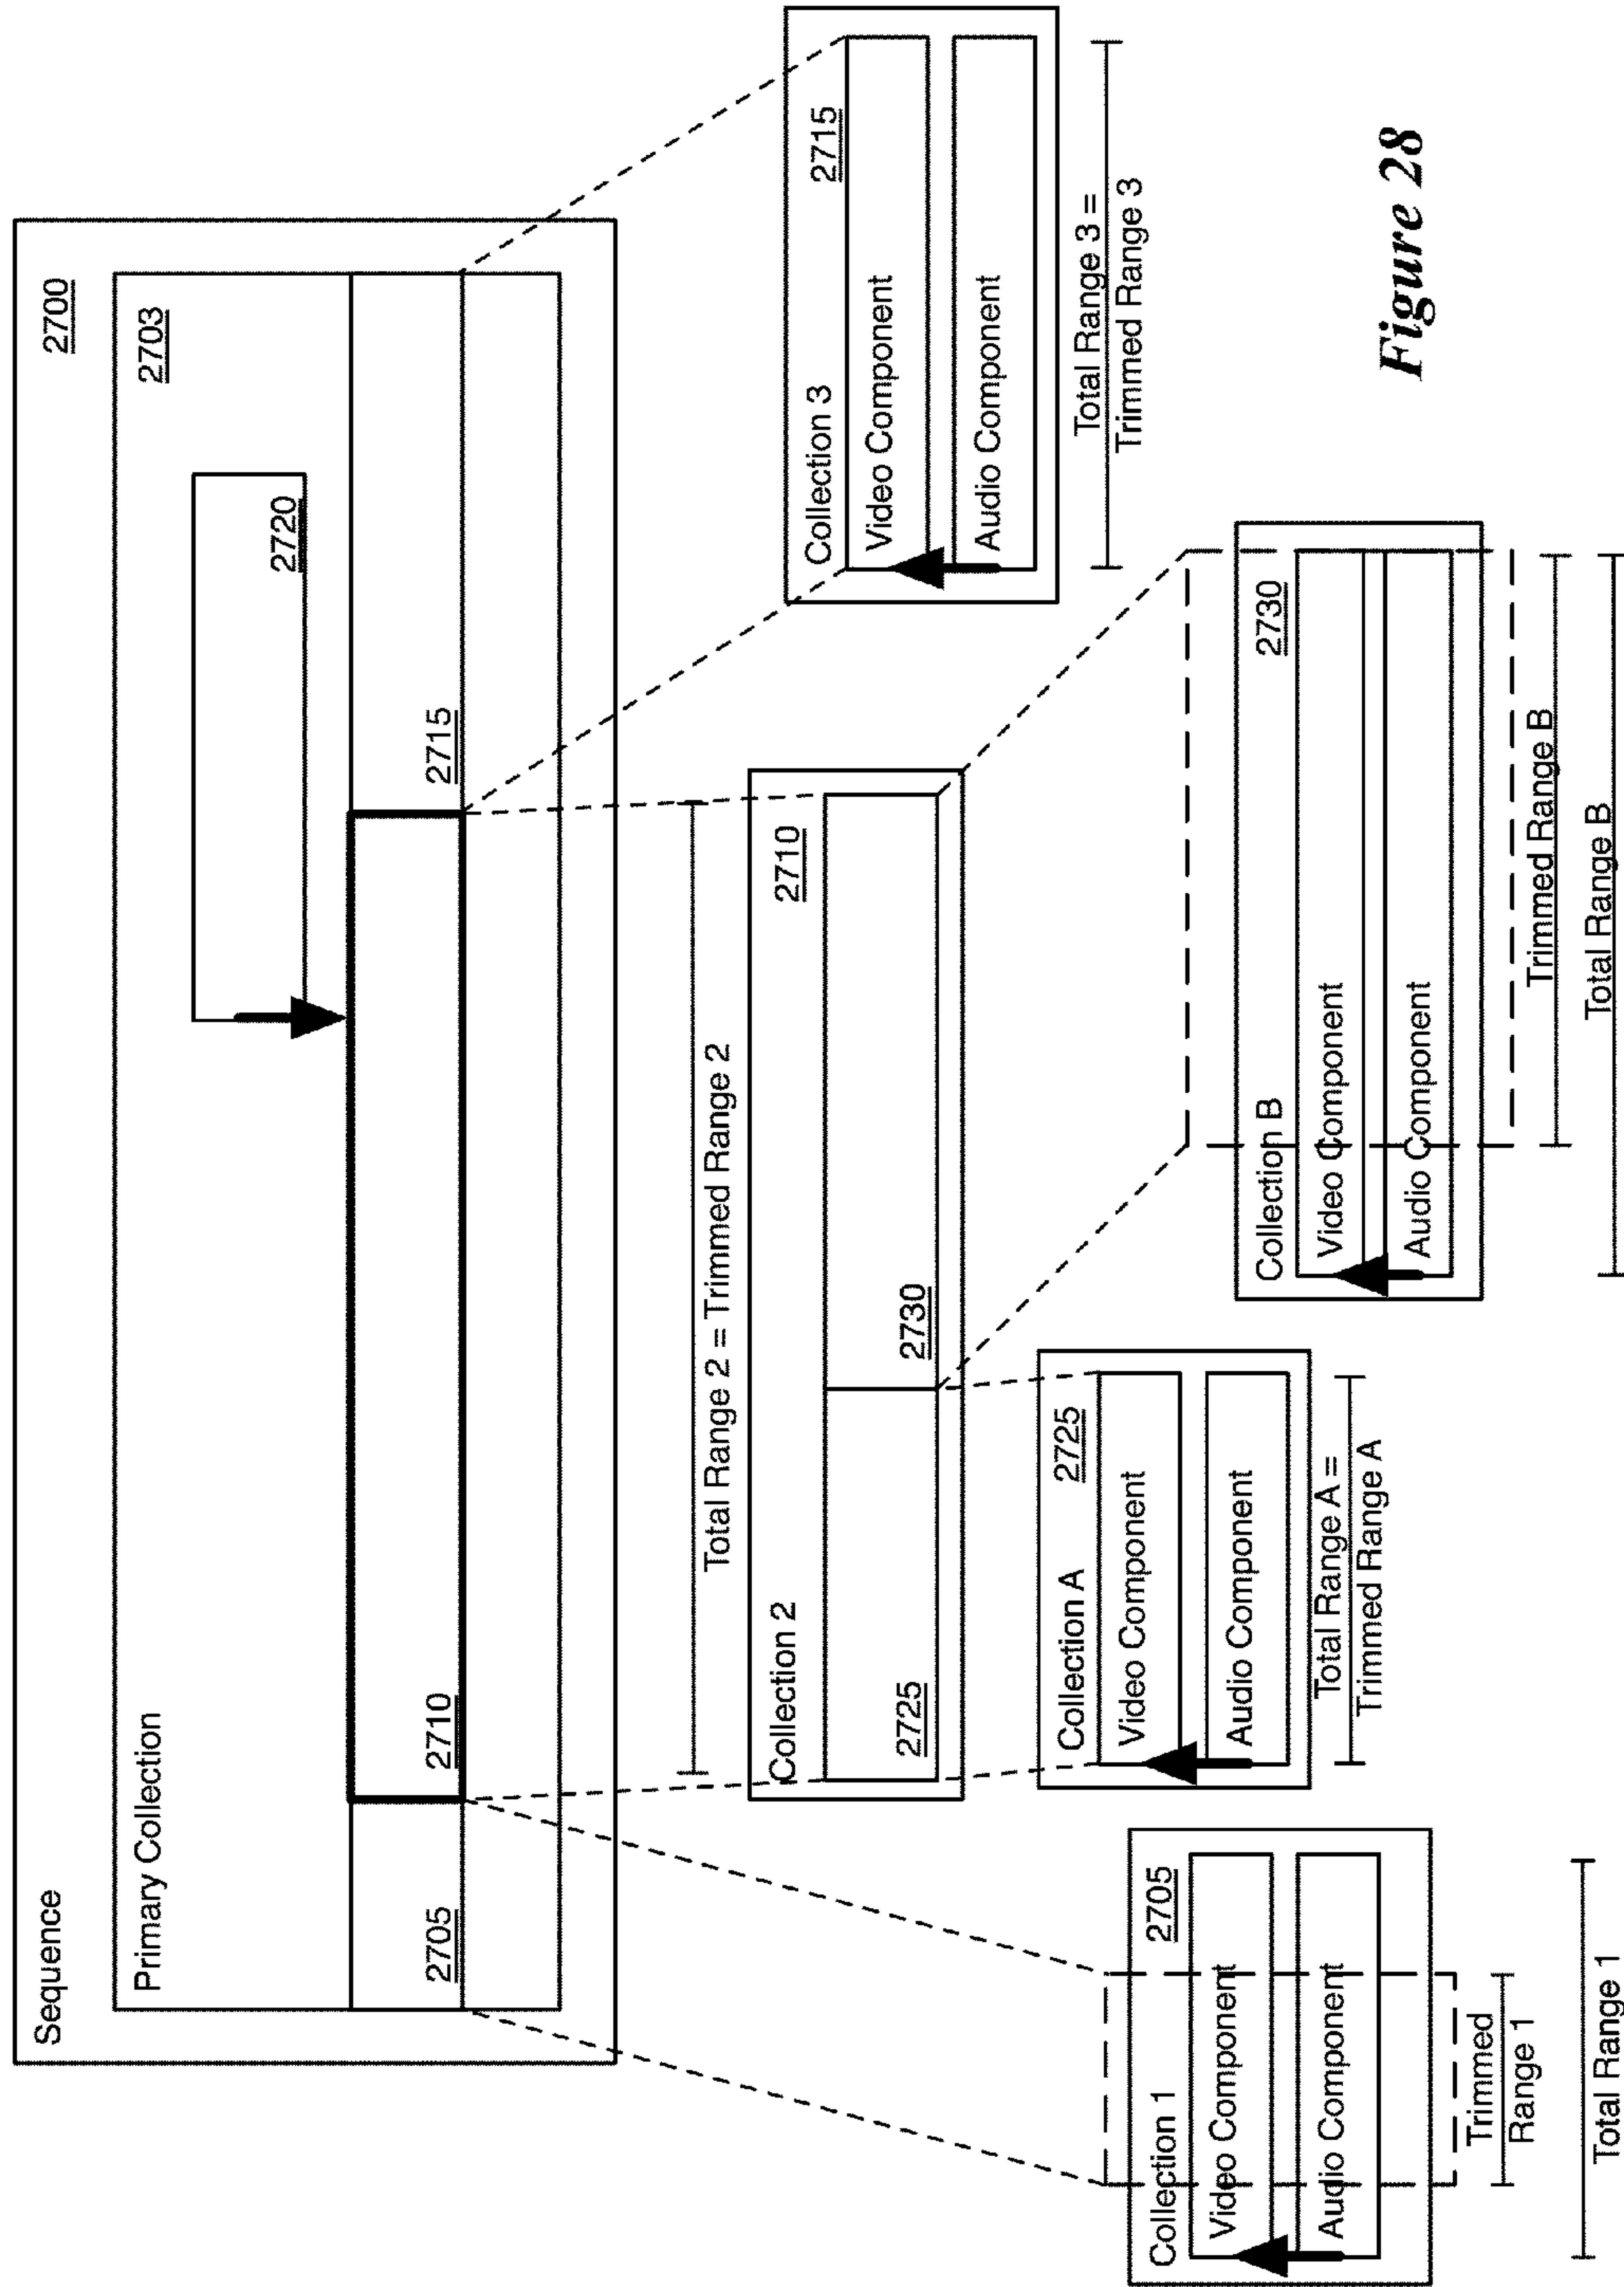 Sequence
2700
Primary Collection
2703
2720
2705
2710
2715
Total Range 2 = Trimmed Range 2
Collection 2
2710
2725
2730
Collection 3
2715
Video Component
Audio Component
Total Range 3 =
Trimmed Range 3
Collection A
2725
Video Component
Audio Component
Total Range A =
Trimmed Range A
Collection 1
2705
Video Component
Audio Component
Trimmed
Range 1
Total Range 1
Collection B
2730
Video Component
Audio Component
Trimmed Range B
Total Range B
Figure 28